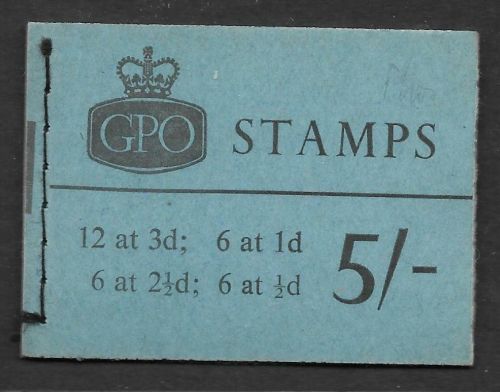 GPO
STAMPS
12 at 3d; 6 at 1d
6 at 2½d; 6 at ½d
5/-